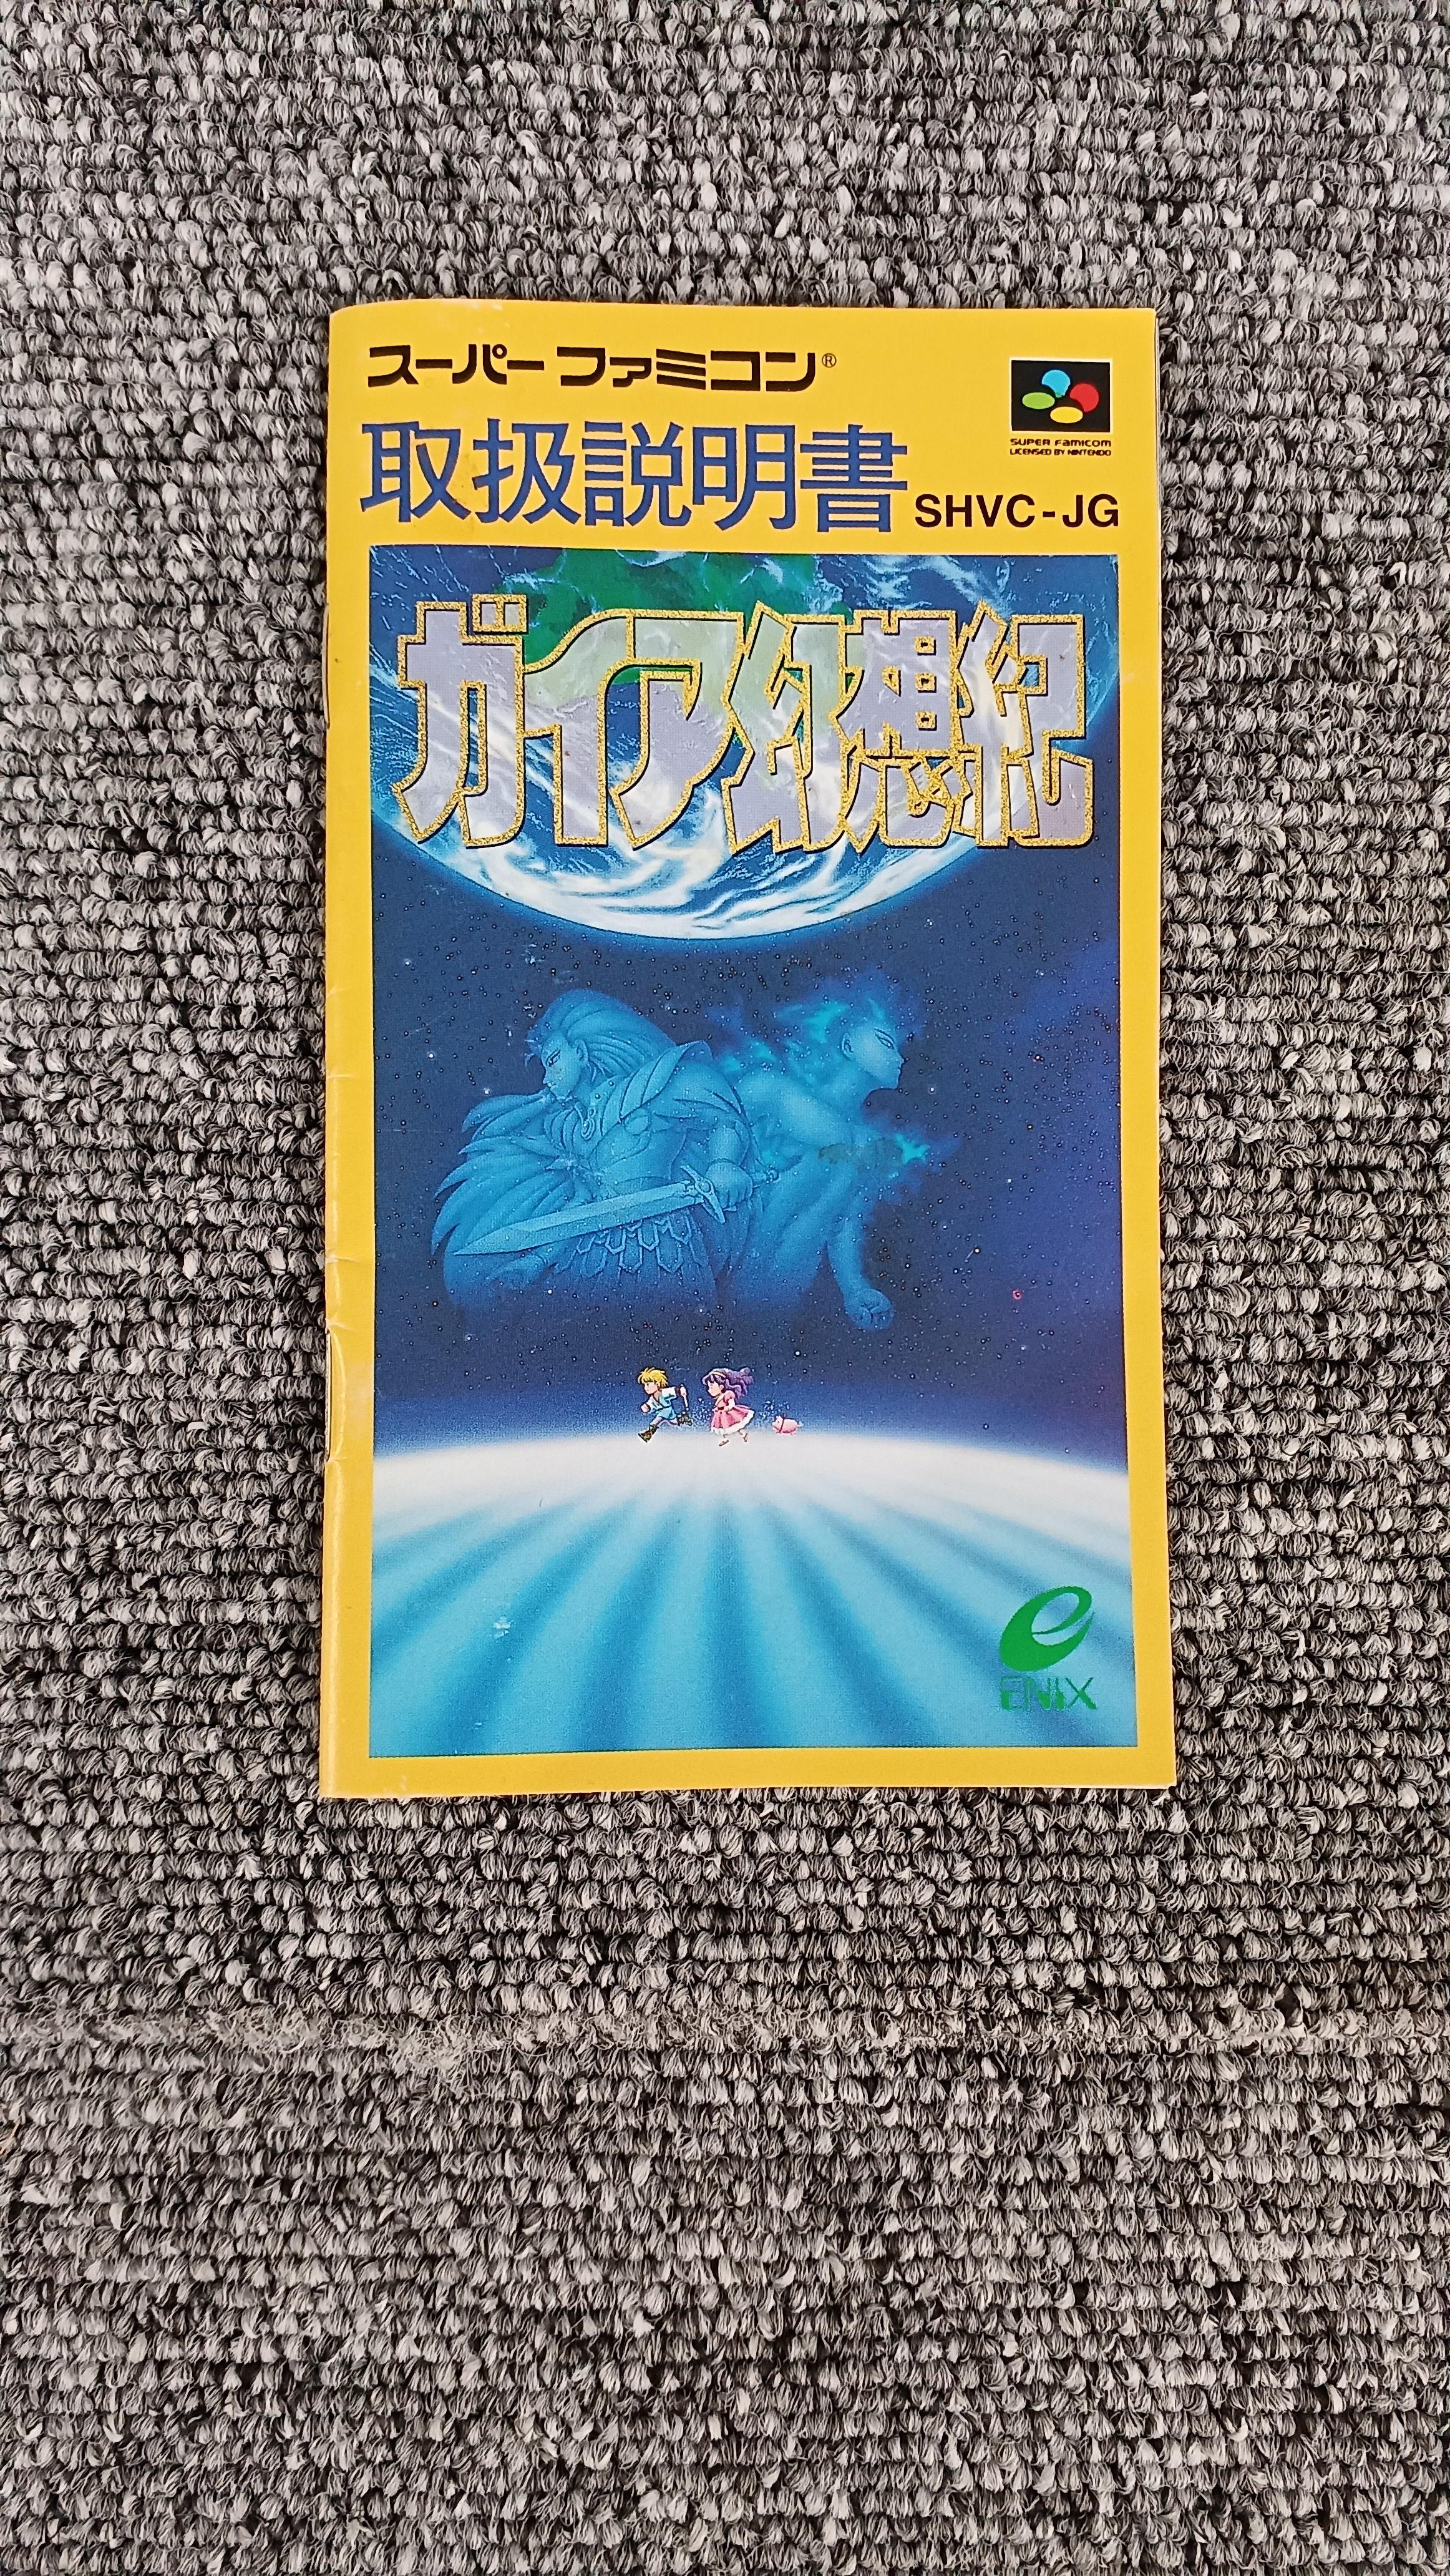 スーパーファミコン®
SUPER FAMICOM
LICENSED BY NINTENDO
取扱説明書 SHVC-JG
ガイア幻想紀
e
ENIX